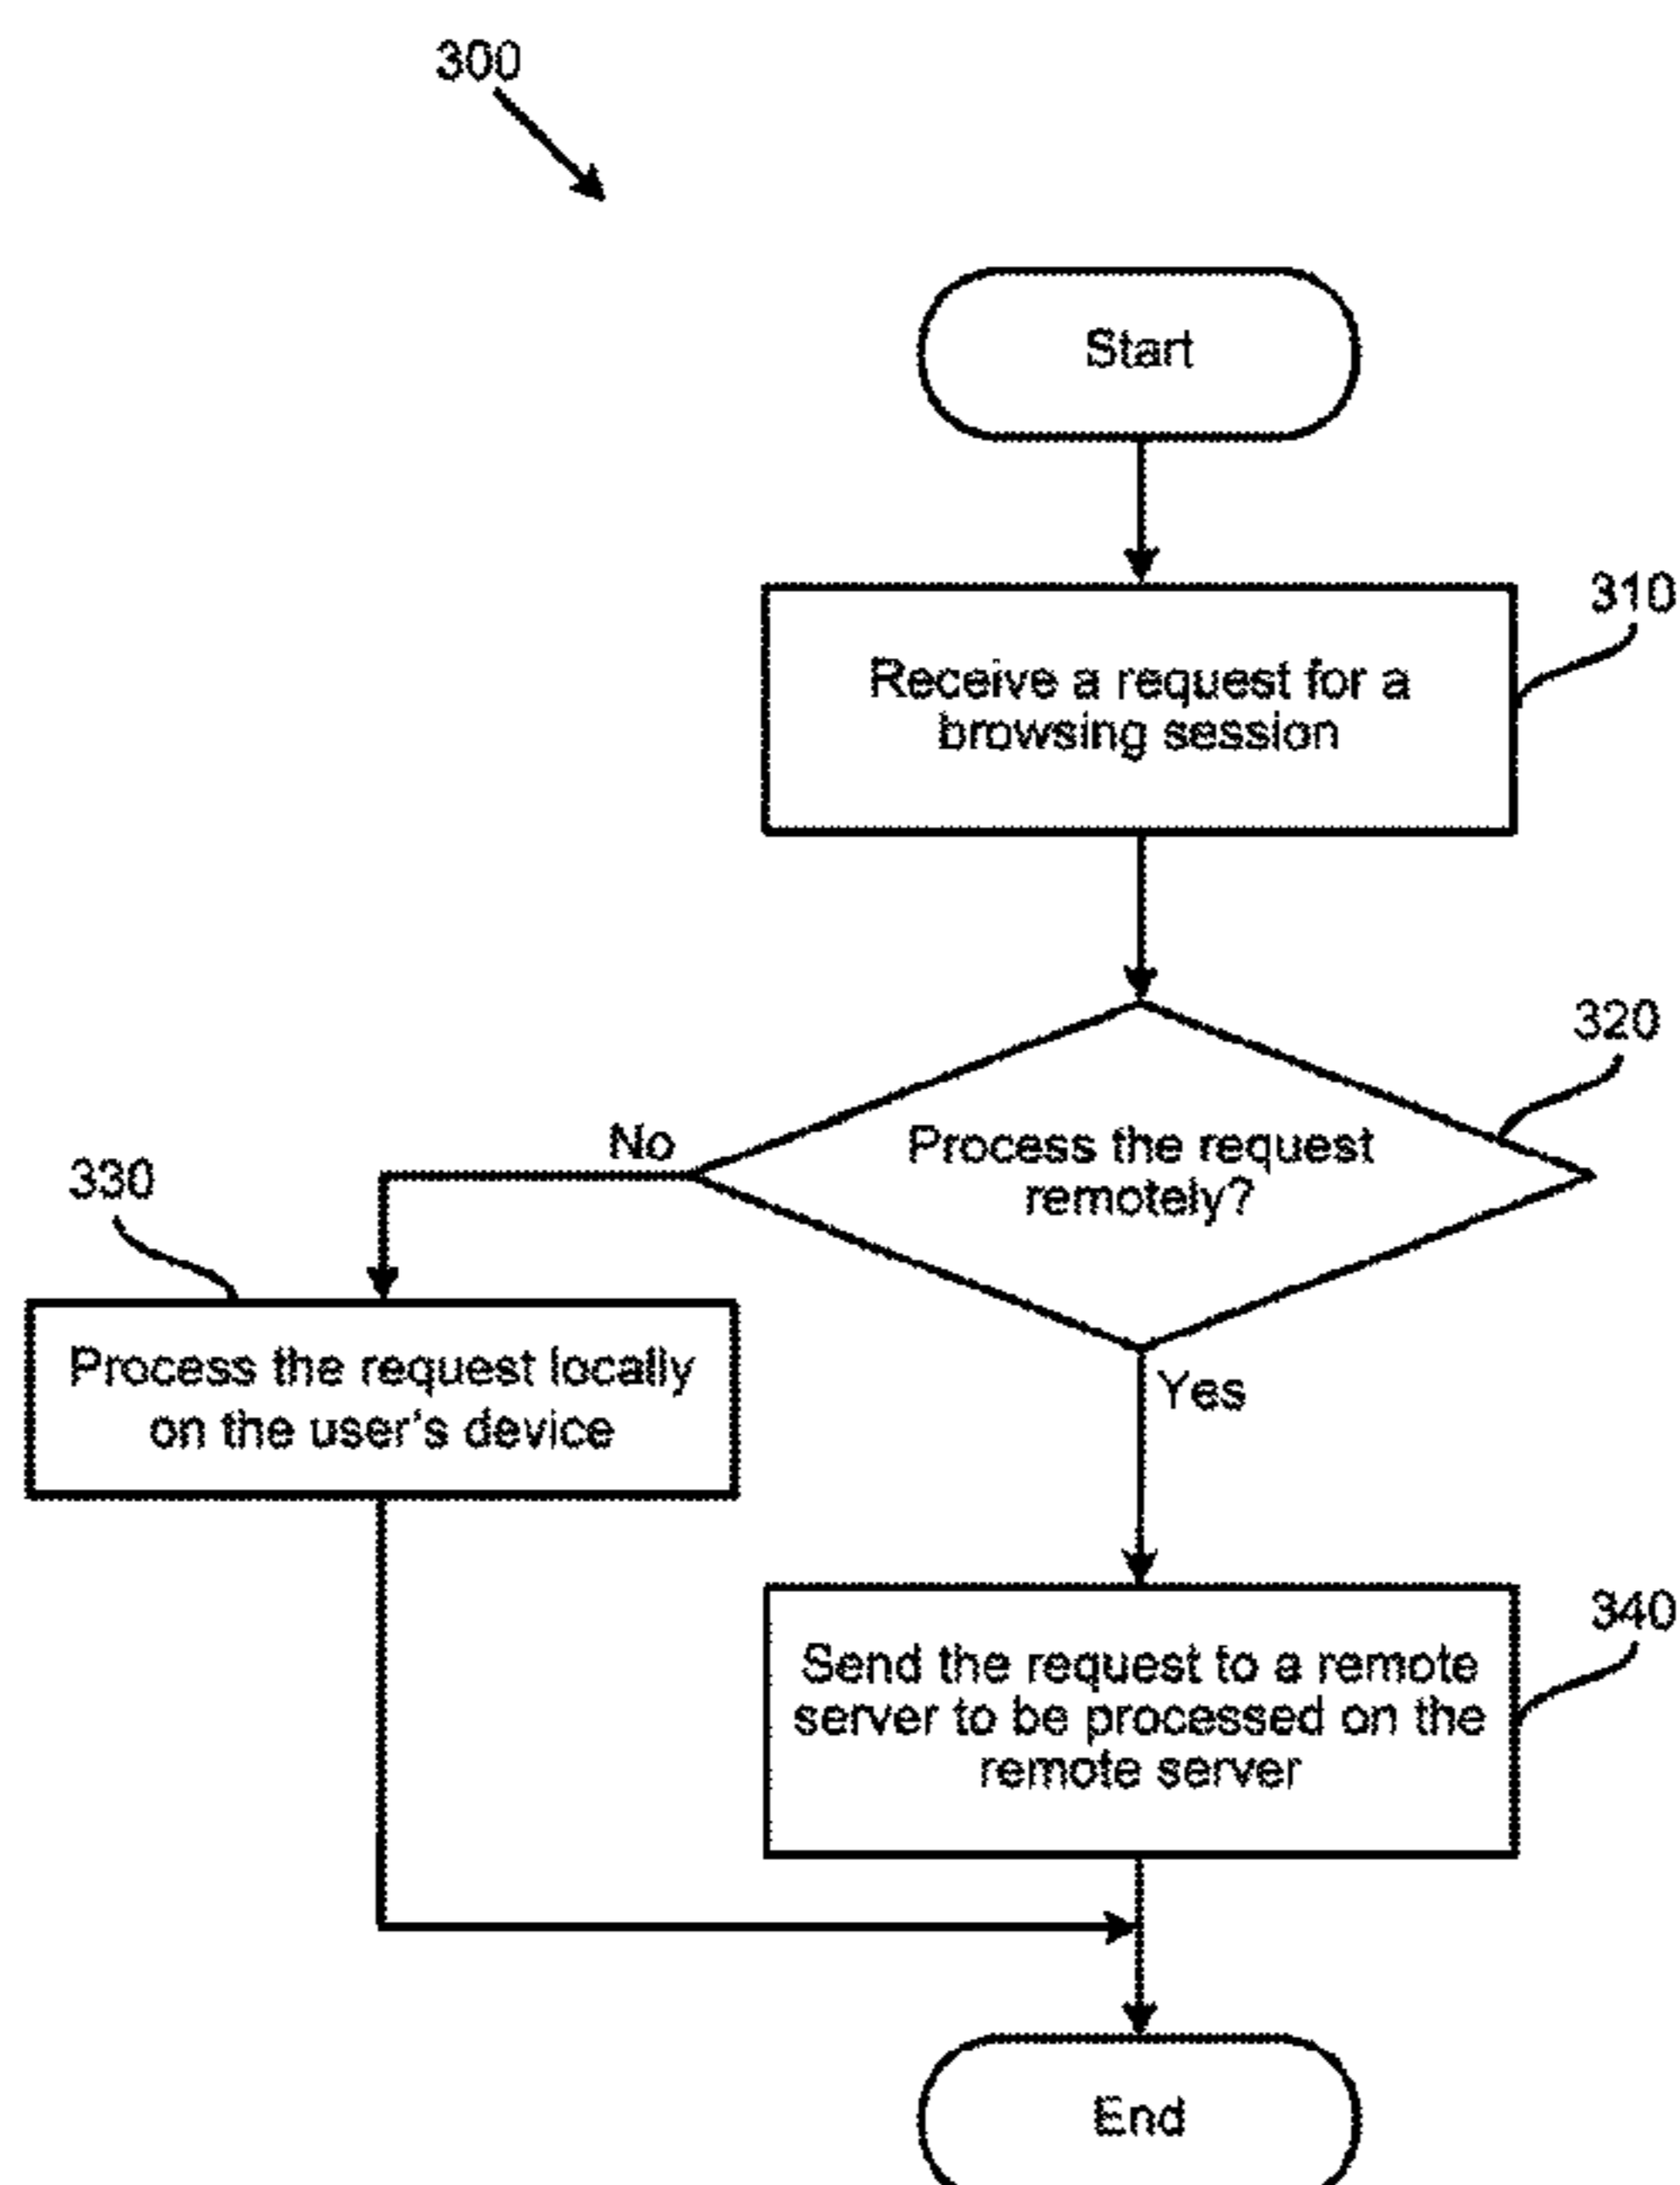 300
Start
310
Receive a request for a
browsing session
320
Process the request
remotely?
No
330
Process the request locally
on the user's device
Yes
340
Send the request to a remote
server to be processed on the
remote server
End